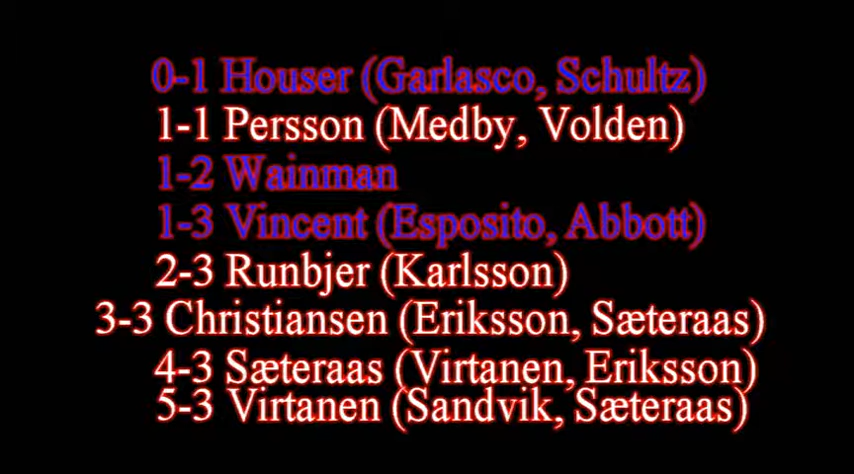 0-1 Houser (Garlasco, Schultz)
1-1 Persson (Medby, Volden)
1-2 Wainman
1-3 Vincent (Esposito, Abbott)
2-3 Runbjer (Karlsson)
3-3 Christiansen (Eriksson, Sæteraas)
4-3 Sæteraas (Virtanen, Eriksson)
5-3 Virtanen (Sandvik, Sæteraas)